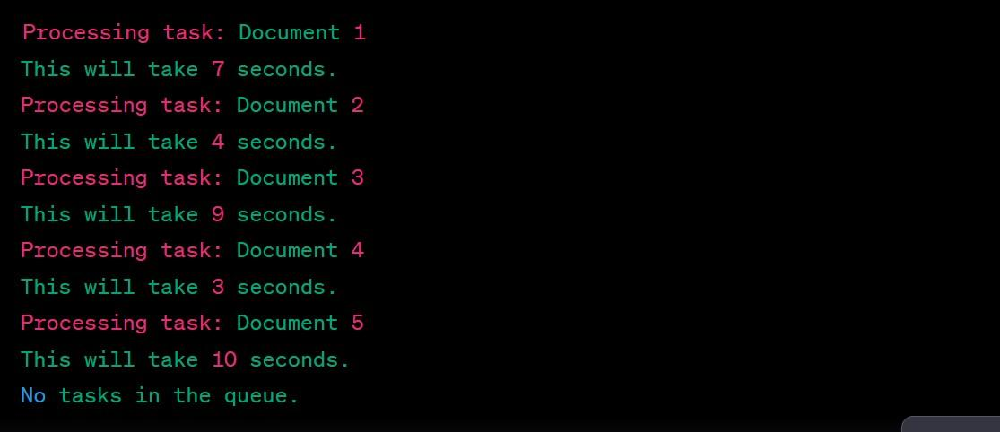 Processing task: Document 1
This will take 7 seconds.
Processing task: Document 2
This will take 4 seconds.
Processing task: Document 3
This will take 9 seconds.
Processing task: Document 4
This will take 3 seconds.
Processing task: Document 5
This will take 10 seconds.
No tasks in the queue.